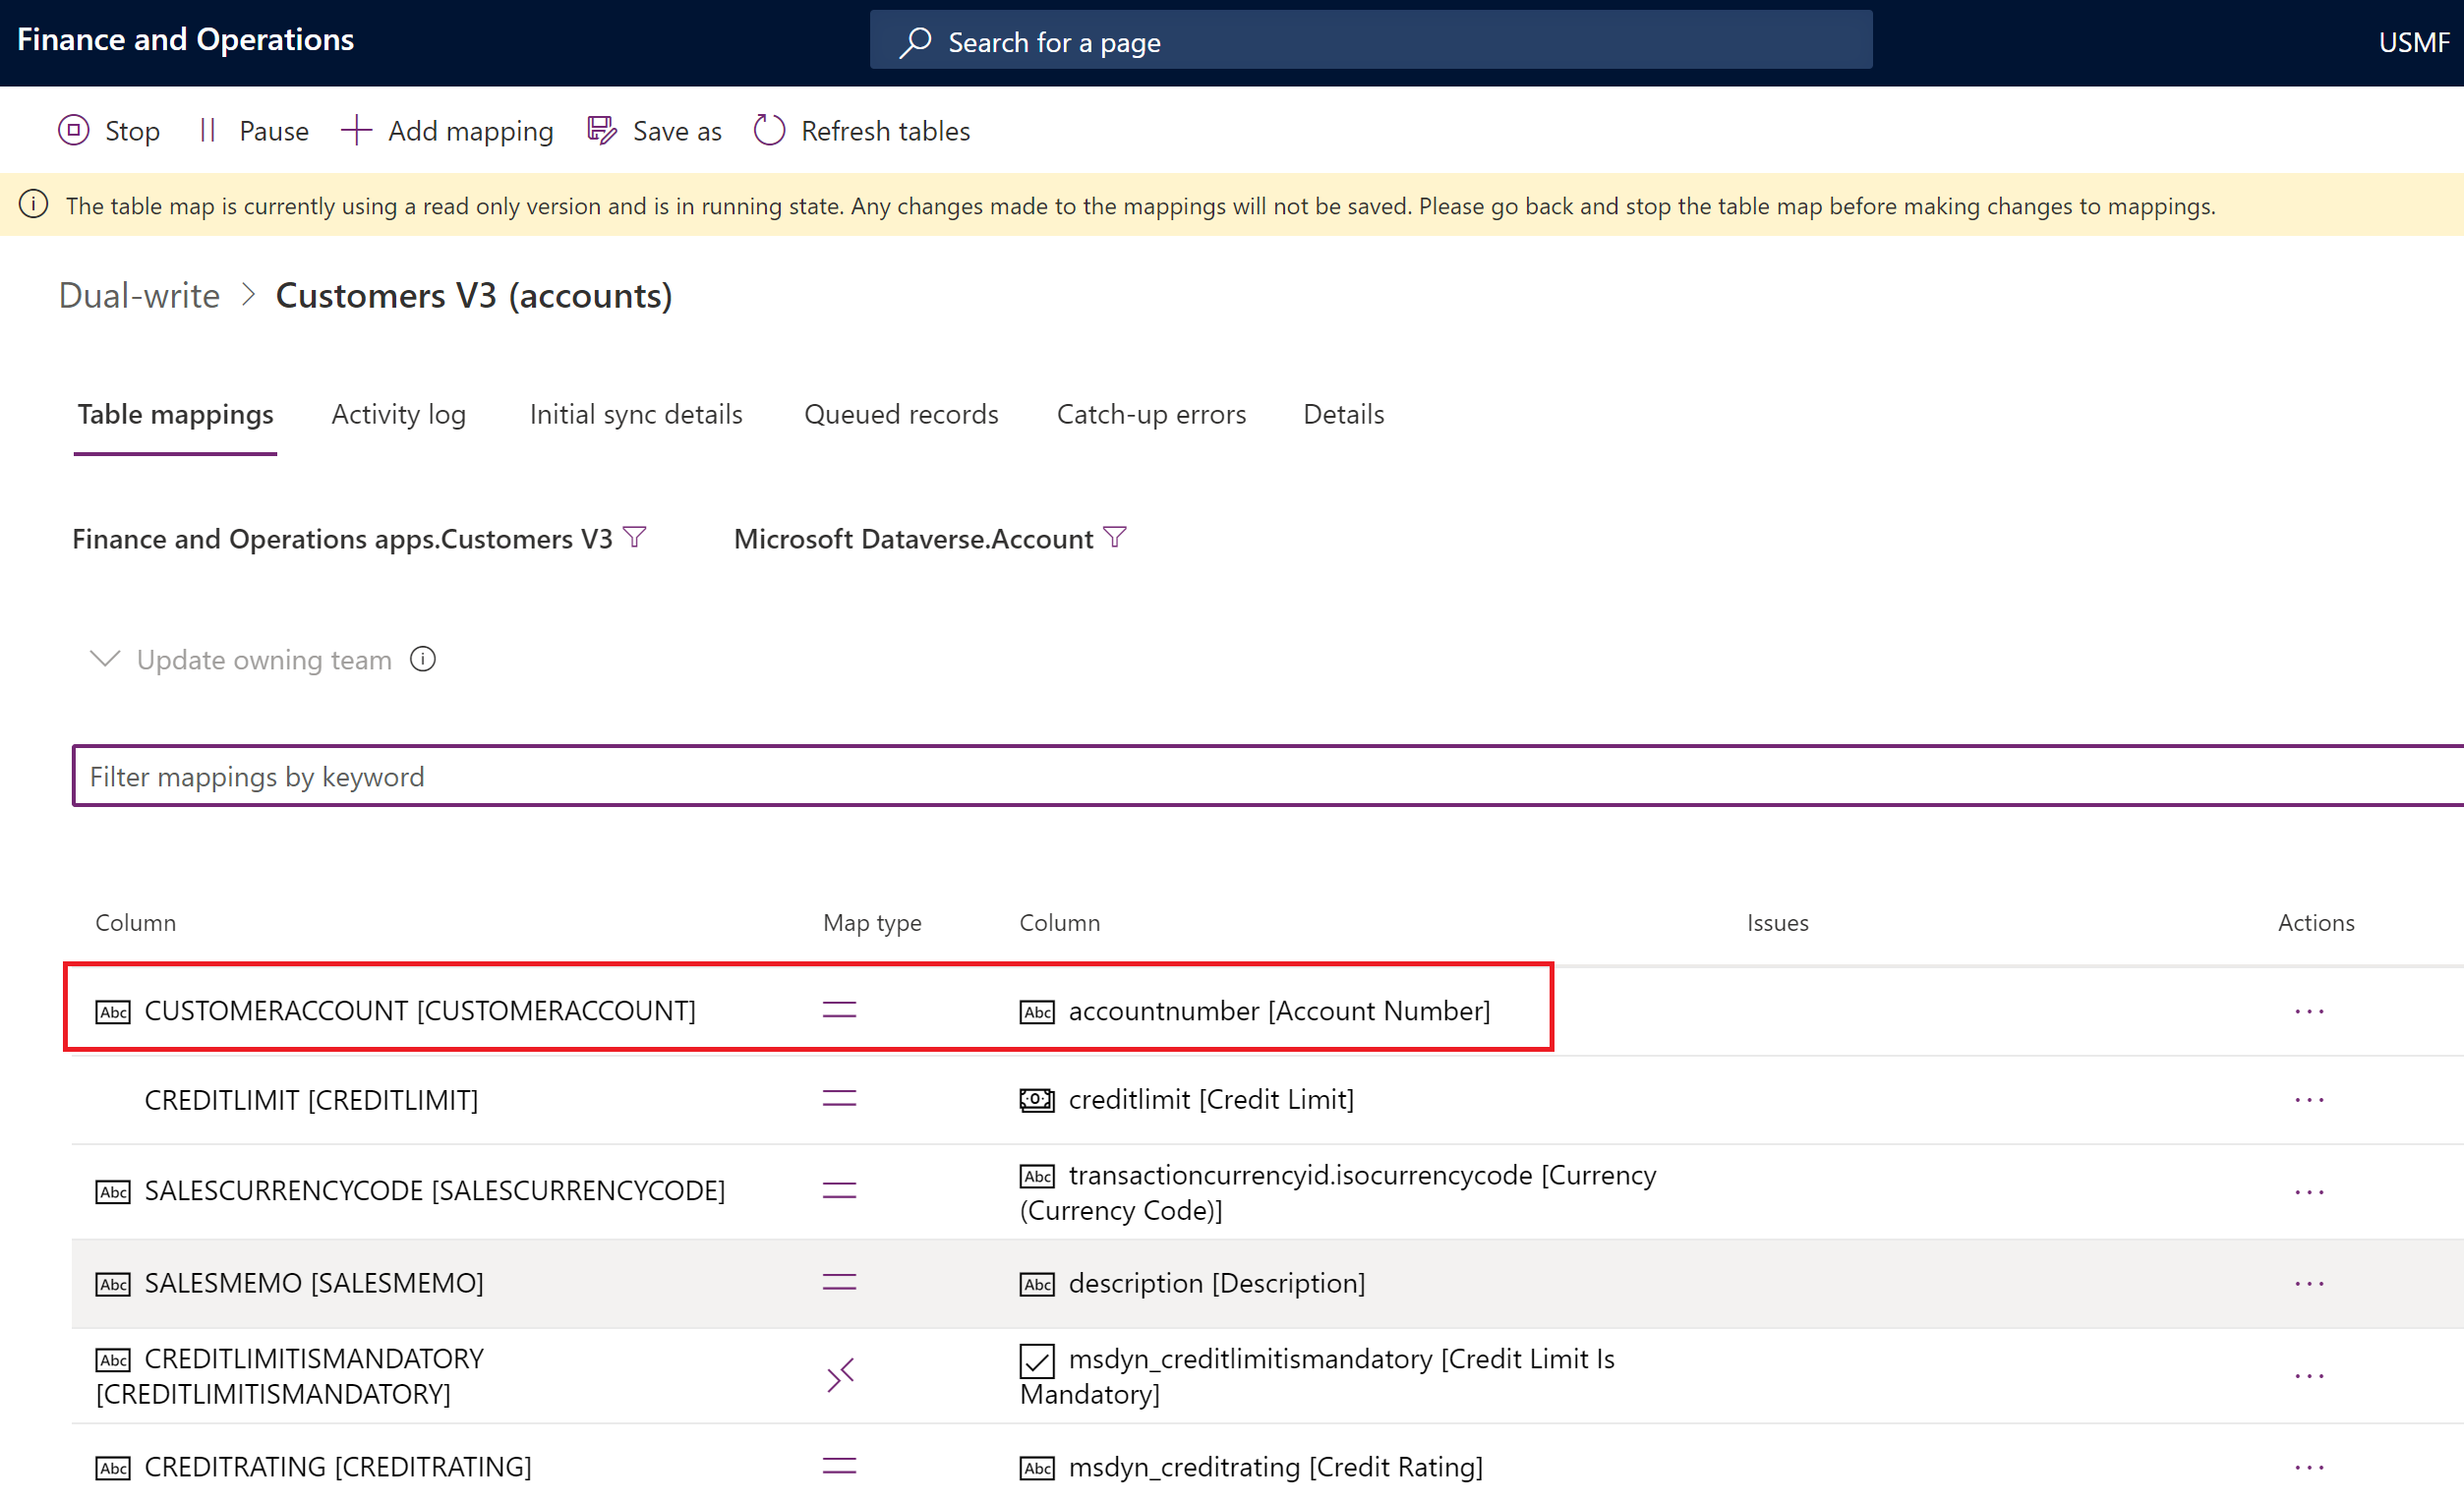 Finance and Operations
Search for a page
USMF
Stop
Pause
Add mapping
Save as
Refresh tables
The table map is currently using a read only version and is in running state. Any changes made to the mappings will not be saved. Please go back and stop the table map before making changes to mappings.
Dual-write > Customers V3 (accounts)
Table mappings
Activity log
Initial sync details
Queued records
Catch-up errors
Details
Finance and Operations apps.Customers V3
Microsoft Dataverse.Account
Update owning team
Filter mappings by keyword
Column
Map type
Column
Issues
Actions
Abc CUSTOMERACCOUNT [CUSTOMERACCOUNT]
Abc accountnumber [Account Number]
CREDITLIMIT [CREDITLIMIT]
creditlimit [Credit Limit]
Abc SALESCURRENCYCODE [SALESCURRENCYCODE]
Abc transactioncurrencyid.isocurrencycode [Currency
(Currency Code)]
Abc SALESMEMO [SALESMEMO]
Abc description [Description]
Abc CREDITLIMITISMANDATORY
[CREDITLIMITISMANDATORY]
msdyn_creditlimitismandatory [Credit Limit Is
Mandatory]
Abc CREDITRATING [CREDITRATING]
Abc msdyn_creditrating [Credit Rating]